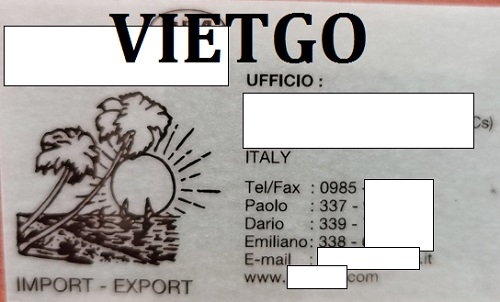 VIETGO
UFFICIO :
Cs)
ITALY
Tel/Fax : 0985 -
Paolo : 337 -
Dario : 339 -
Emiliano: 338 -
E-mail : .it
www. .com
IMPORT - EXPORT